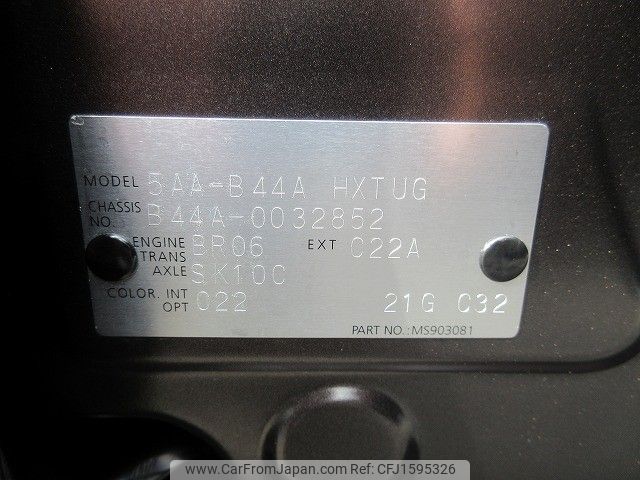 MODEL 5AA-B44A HXTUG
CHASSIS NO. B44A-0032852
ENGINE BR06 EXT C22A
TRANS AXLE SK10C
COLOR. INT OPT C22 21G C32
PART NO.: MS903081
www.CarFromJapan.com ID: CFJ1595326